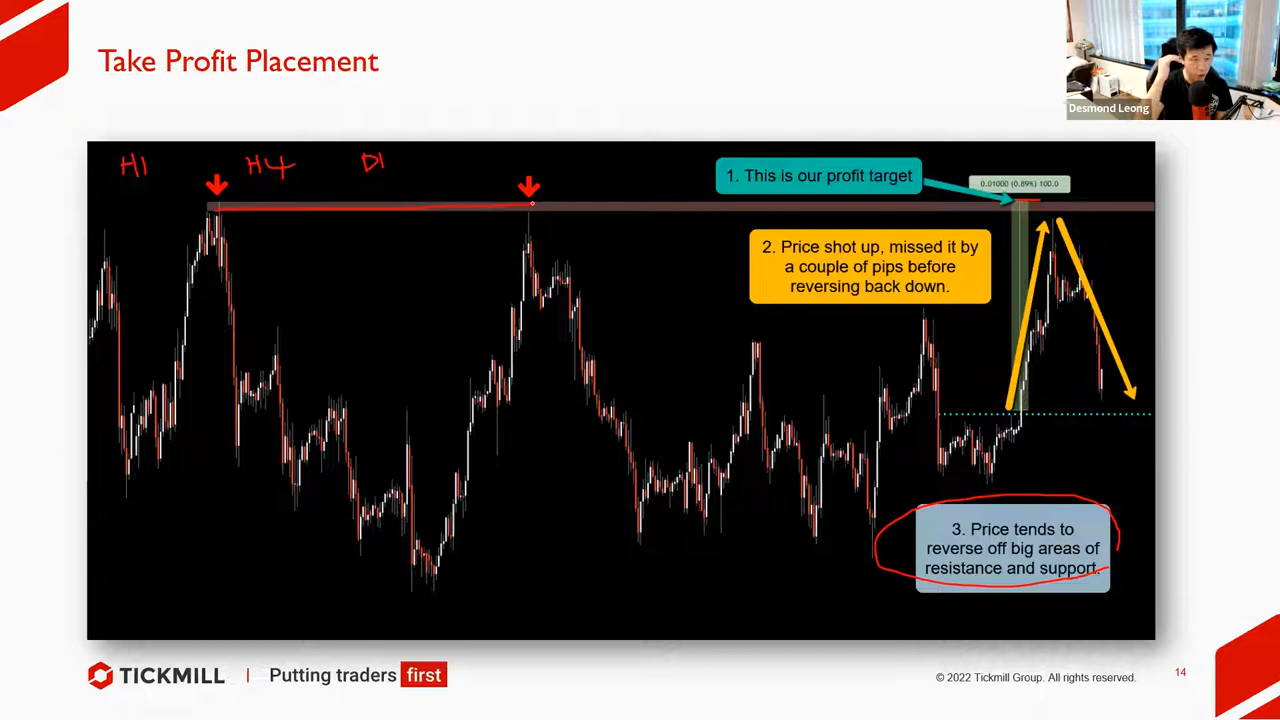 Take Profit Placement
Desmond Leong
H1 H4 D1
1. This is our profit target
0.01000 (0.89%) 100.0
2. Price shot up, missed it by
a couple of pips before
reversing back down.
3. Price tends to
reverse off big areas of
resistance and support.
TICKMILL | Putting traders first
© 2022 Tickmill Group. All rights reserved.
14